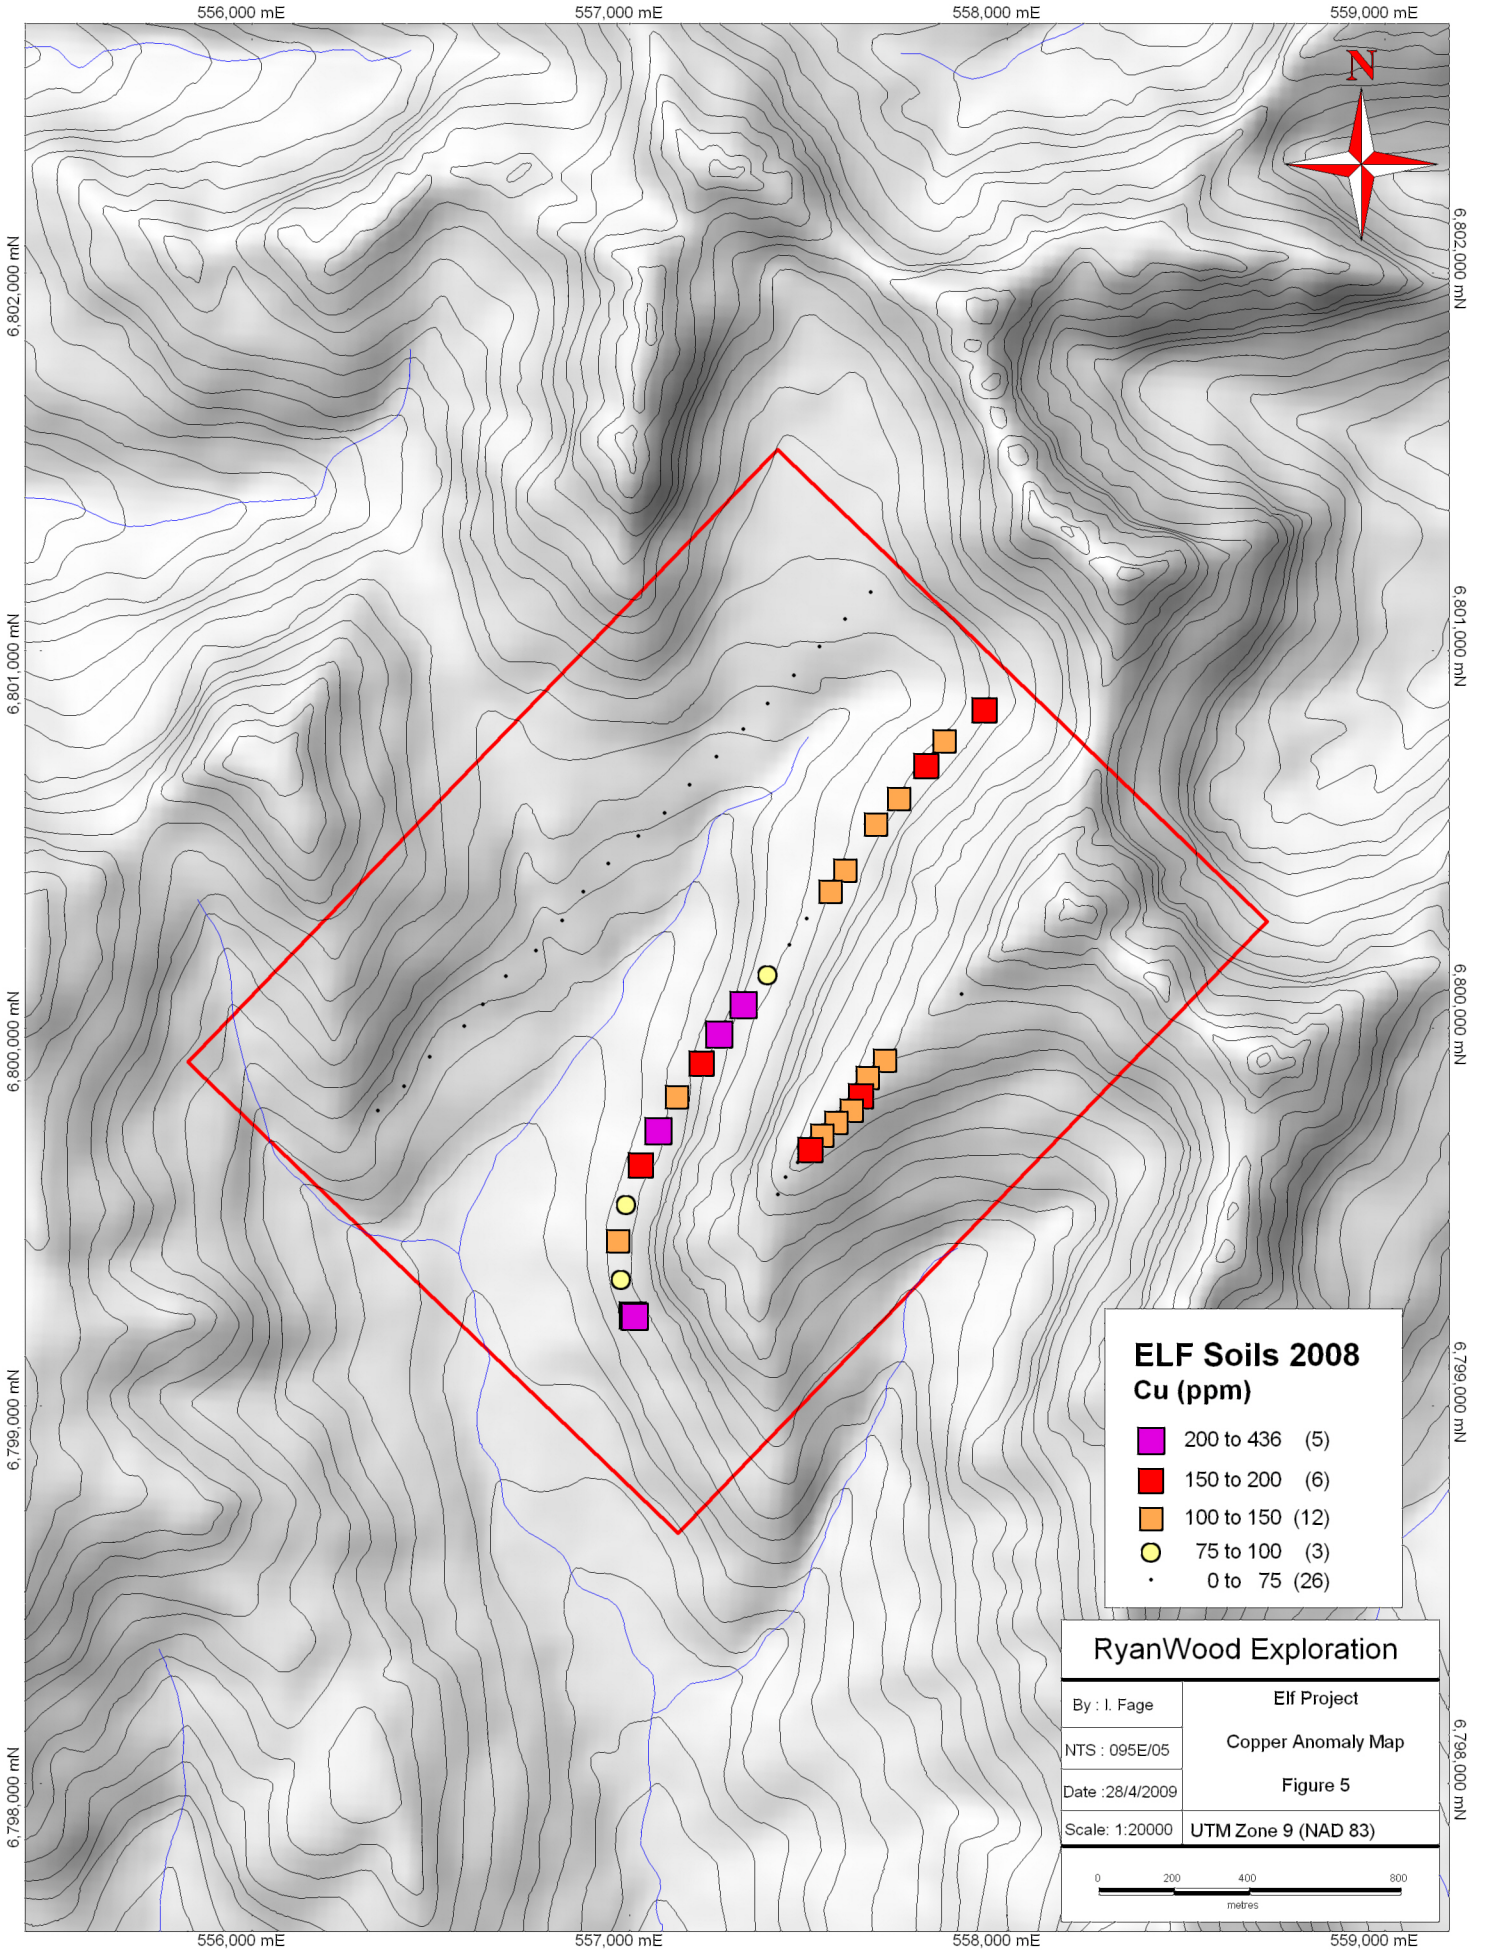 556,000 mE 557,000 mE 558,000 mE 559,000 mE
N
6,802,000 mN
6,802,000 mN
6,801,000 mN
6,801,000 mN
6,800,000 mN
6,800,000 mN
6,799,000 mN
6,799,000 mN
6,798,000 mN
6,798,000 mN
ELF Soils 2008
Cu (ppm)
200 to 436 (5)
150 to 200 (6)
100 to 150 (12)
75 to 100 (3)
0 to 75 (26)
RyanWood Exploration
By : I. Fage
Elf Project
NTS : 095E/05
Copper Anomaly Map
Date :28/4/2009
Figure 5
Scale: 1:20000
UTM Zone 9 (NAD 83)
0 200 400 800
metres
556,000 mE 557,000 mE 558,000 mE 559,000 mE